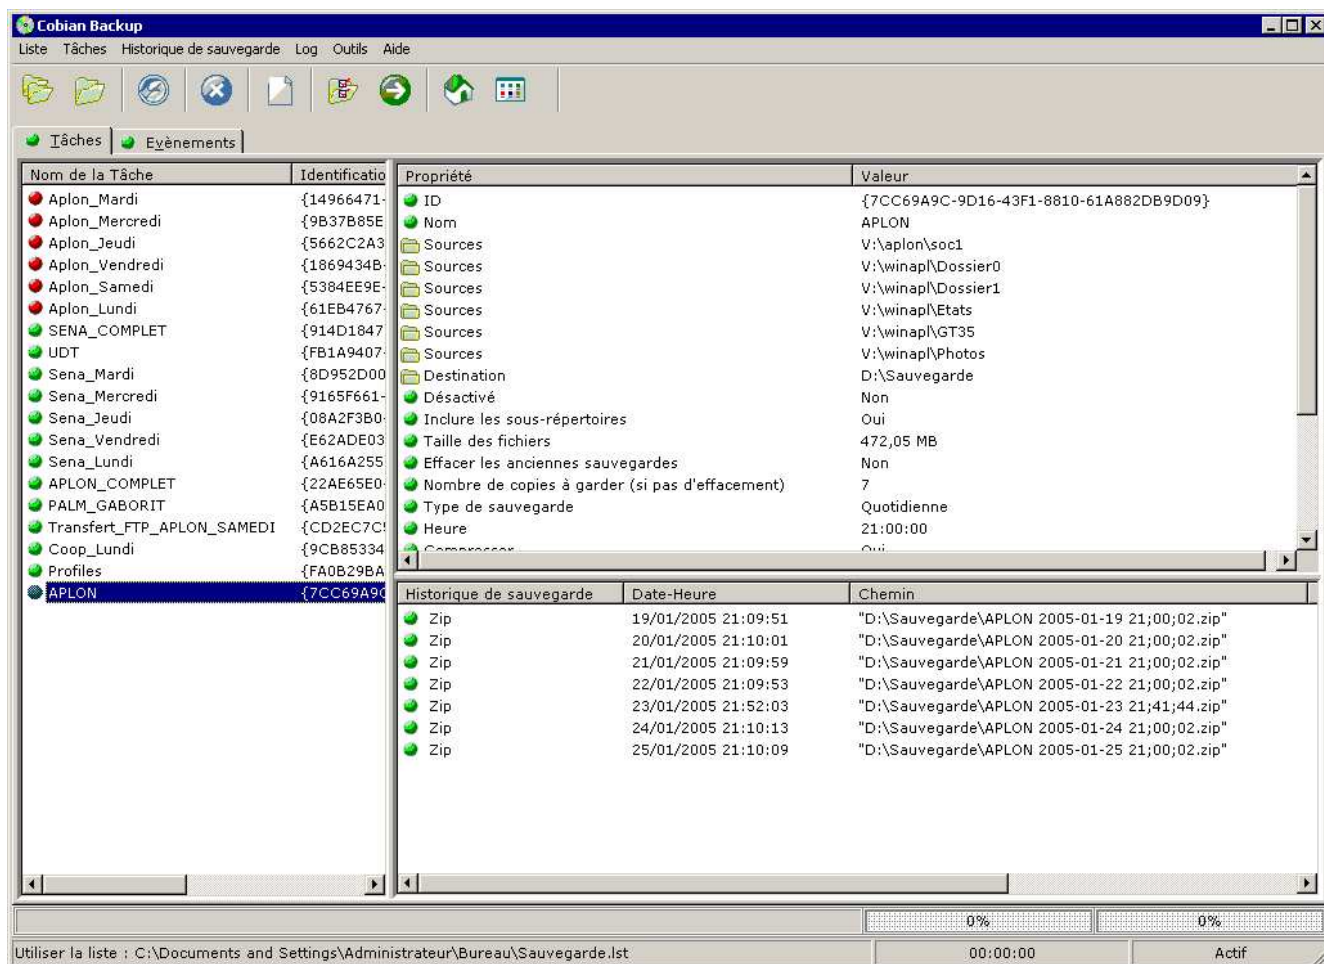 Cobian Backup
Liste Tâches Historique de sauvegarde Log Outils Aide
Tâches Evènements
Nom de la Tâche Identificatio
Aplon_Mardi {14966471-
Aplon_Mercredi {9B37B85E
Aplon_Jeudi {5662C2A3
Aplon_Vendredi {1869434B-
Aplon_Samedi {5384EE9E-
Aplon_Lundi {61EB4767-
SENA_COMPLET {914D1847
UDT {FB1A9407-
Sena_Mardi {8D952D00
Sena_Mercredi {9165F661-
Sena_Jeudi {08A2F3B0-
Sena_Vendredi {E62ADE03
Sena_Lundi {A616A255
APLON_COMPLET {22AE65E0-
PALM_GABORIT {A5B15EA0
Transfert_FTP_APLON_SAMEDI {CD2EC7C
Coop_Lundi {9CB85334
Profiles {FA0B29BA
APLON {7CC69A9C
Propriété Valeur
ID {7CC69A9C-9D16-43F1-8810-61A882DB9D09}
Nom APLON
Sources V:\aplon\soc1
Sources V:\winapl\Dossier0
Sources V:\winapl\Dossier1
Sources V:\winapl\Etats
Sources V:\winapl\GT35
Sources V:\winapl\Photos
Destination D:\Sauvegarde
Désactivé Non
Inclure les sous-répertoires Oui
Taille des fichiers 472,05 MB
Effacer les anciennes sauvegardes Non
Nombre de copies à garder (si pas d'effacement) 7
Type de sauvegarde Quotidienne
Heure 21:00:00
Compresser Oui
Historique de sauvegarde Date-Heure Chemin
Zip 19/01/2005 21:09:51 "D:\Sauvegarde\APLON 2005-01-19 21;00;02.zip"
Zip 20/01/2005 21:10:01 "D:\Sauvegarde\APLON 2005-01-20 21;00;02.zip"
Zip 21/01/2005 21:09:59 "D:\Sauvegarde\APLON 2005-01-21 21;00;02.zip"
Zip 22/01/2005 21:09:53 "D:\Sauvegarde\APLON 2005-01-22 21;00;02.zip"
Zip 23/01/2005 21:52:03 "D:\Sauvegarde\APLON 2005-01-23 21;41;44.zip"
Zip 24/01/2005 21:10:13 "D:\Sauvegarde\APLON 2005-01-24 21;00;02.zip"
Zip 25/01/2005 21:10:09 "D:\Sauvegarde\APLON 2005-01-25 21;00;02.zip"
0% 0%
Utiliser la liste : C:\Documents and Settings\Administrateur\Bureau\Sauvegarde.lst 00:00:00 Actif